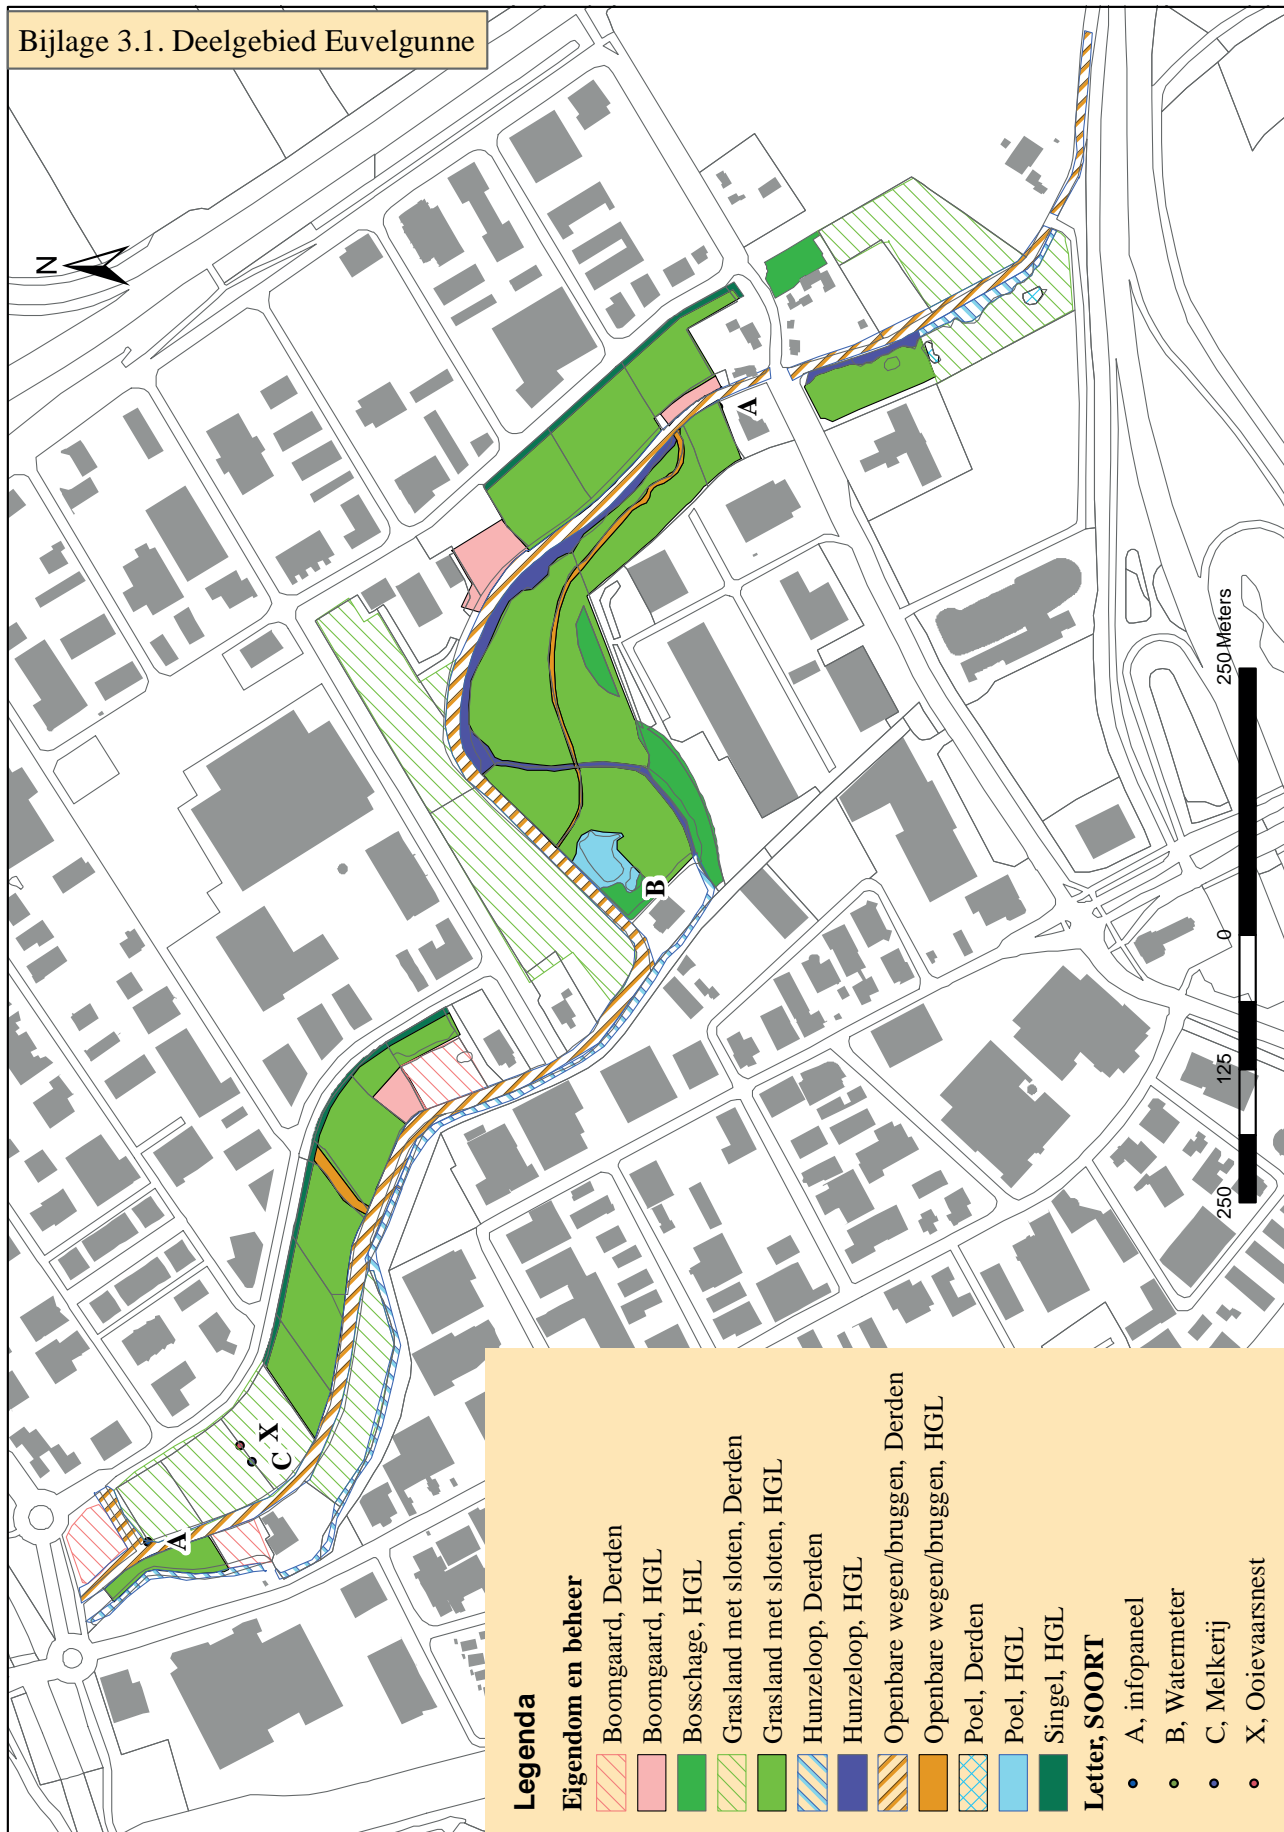 Bijlage 3.1. Deelgebied Euvelgunne
N
A
B
A
C
X
250 Meters
0
125
250
Legenda
Eigendom en beheer
Boomgaard, Derden
Boomgaard, HGL
Bosschage, HGL
Grasland met sloten, Derden
Grasland met sloten, HGL
Hunzeloop, Derden
Hunzeloop, HGL
Openbare wegen/bruggen, Derden
Openbare wegen/bruggen, HGL
Poel, Derden
Poel, HGL
Singel, HGL
Letter, SOORT
A, infopaneel
B, Watermeter
C, Melkerij
X, Ooievaarsnest